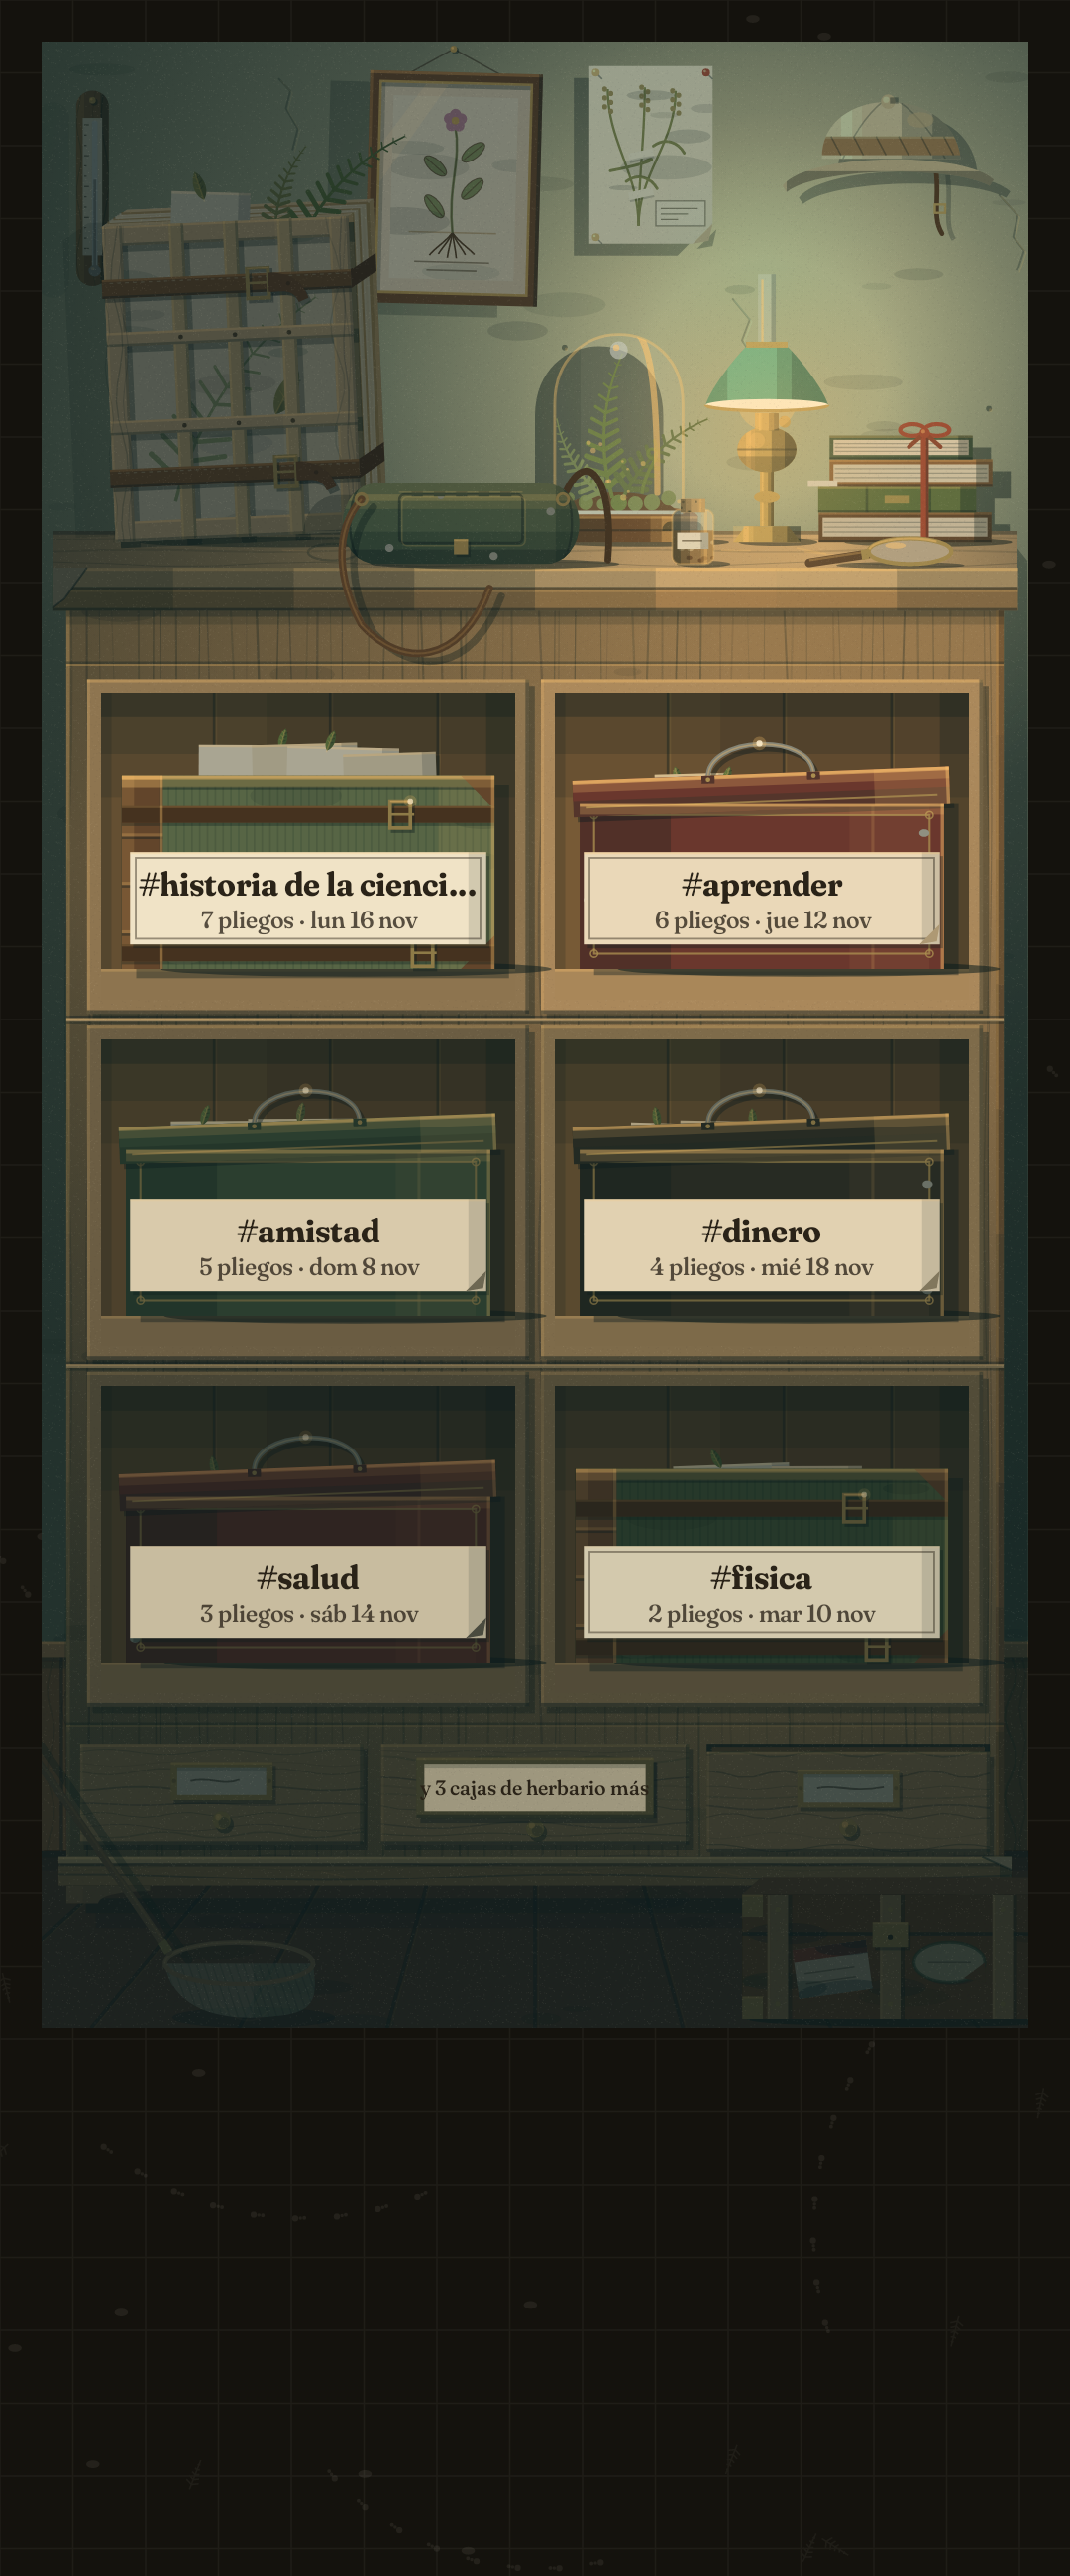 #historia de la cienci...
7 pliegos · lun 16 nov
#aprender
6 pliegos · jue 12 nov
#amistad
5 pliegos · dom 8 nov
#dinero
4 pliegos · mié 18 nov
#salud
3 pliegos · sáb 14 nov
#fisica
2 pliegos · mar 10 nov
y 3 cajas de herbario más